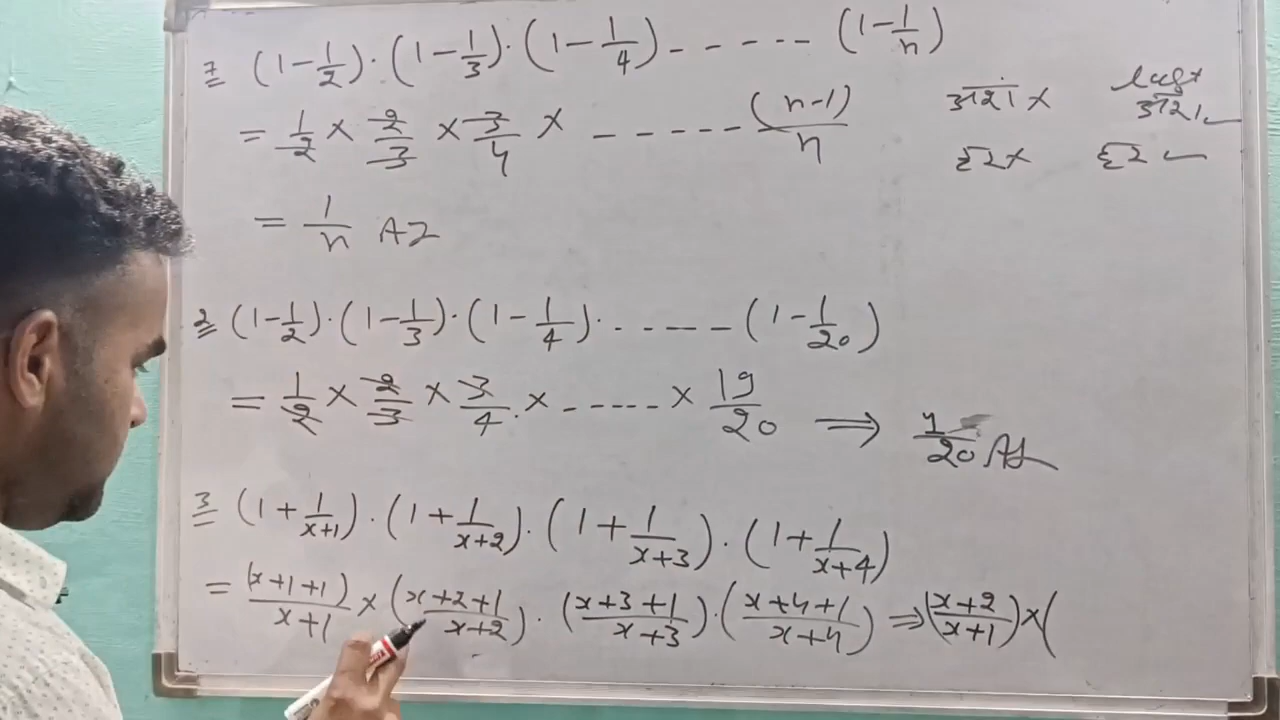 1 (1-1/2)·(1-1/3)·(1-1/4)------(1-1/n)
= 1/2 × 2/3 × 3/4 × ------ (n-1)/n
= 1/n
2 (1-1/2)·(1-1/3)·(1-1/4)·------(1-1/20)
= 1/2 × 2/3 × 3/4 × ------ × 19/20 ⇒ 1/20
3 (1+1/(x+1))·(1+1/(x+2))·(1+1/(x+3))·(1+1/(x+4))
= (x+1+1)/(x+1) × ((x+2+1)/(x+2))·((x+3+1)/(x+3))·((x+4+1)/(x+4)) ⇒ ((x+2)/(x+1))×(